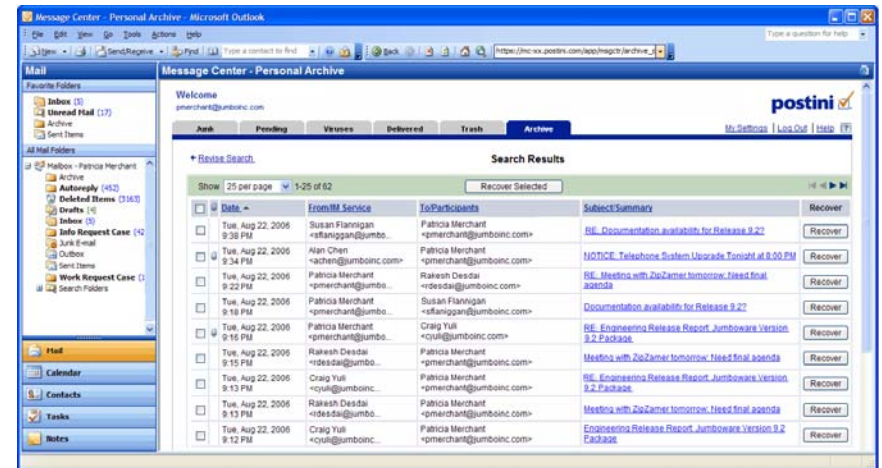 Message Center - Personal Archive - Microsoft Outlook
File Edit View Go Tools Actions Help
Type a question for help
New Send/Receive Find Type a contact to find Back https://mc-xx.postini.com/app/msgctr/archive_s
Mail
Message Center - Personal Archive
Favorite Folders
Inbox (5)
Unread Mail (17)
Archive
Sent Items
All Mail Folders
Mailbox - Patricia Merchant
Archive
Autoreply (452)
Deleted Items (3163)
Drafts [4]
Inbox (5)
Info Request Case (42
Junk E-mail
Outbox
Sent Items
Work Request Case (1
Search Folders
Mail
Calendar
Contacts
Tasks
Notes
Welcome
pmerchant@jumboinc.com
postini
Junk Pending Viruses Delivered Trash Archive
My Settings | Log Out | Help
Revise Search
Search Results
Show 25 per page 1-25 of 62 Recover Selected
Date From/IM Service To/Participants Subject/Summary Recover
Tue, Aug 22, 2006 Susan Flannigan Patricia Merchant
9:38 PM <sflaniggan@jumbo... <pmerchant@jumboinc.com> RE: Documentation availability for Release 9.2? Recover
Tue, Aug 22, 2006 Alan Chen Patricia Merchant
9:34 PM <achen@jumboinc.com> <pmerchant@jumboinc.com> NOTICE: Telephone System Upgrade Tonight at 8:00 PM Recover
Tue, Aug 22, 2006 Patricia Merchant Rakesh Desdai RE: Meeting with ZipZamer tomorrow: Need final
9:22 PM <pmerchant@jumbo... <rdesdai@jumboinc.com> agenda Recover
Tue, Aug 22, 2006 Patricia Merchant Susan Flannigan
9:18 PM <pmerchant@jumbo... <sflaniggan@jumboinc.com> Documentation availability for Release 9.2? Recover
Tue, Aug 22, 2006 Patricia Merchant Craig Yuli RE: Engineering Release Report Jumboware Version
9:16 PM <pmerchant@jumbo... <cyuli@jumboinc.com> 9.2 Package Recover
Tue, Aug 22, 2006 Rakesh Desdai Patricia Merchant
9:15 PM <rdesdai@jumbo... <pmerchant@jumboinc.com> Meeting with ZipZamer tomorrow: Need final agenda Recover
Tue, Aug 22, 2006 Craig Yuli Patricia Merchant RE: Engineering Release Report Jumboware Version
9:13 PM <cyuli@jumboinc... <pmerchant@jumboinc.com> 9.2 Package Recover
Tue, Aug 22, 2006 Rakesh Desdai Patricia Merchant
9:13 PM <rdesdai@jumbo... <pmerchant@jumboinc.com> Meeting with ZipZamer tomorrow: Need final agenda Recover
Tue, Aug 22, 2006 Craig Yuli Patricia Merchant Engineering Release Report Jumboware Version 9.2
9:12 PM <cyuli@jumboinc... <pmerchant@jumboinc.com> Package Recover